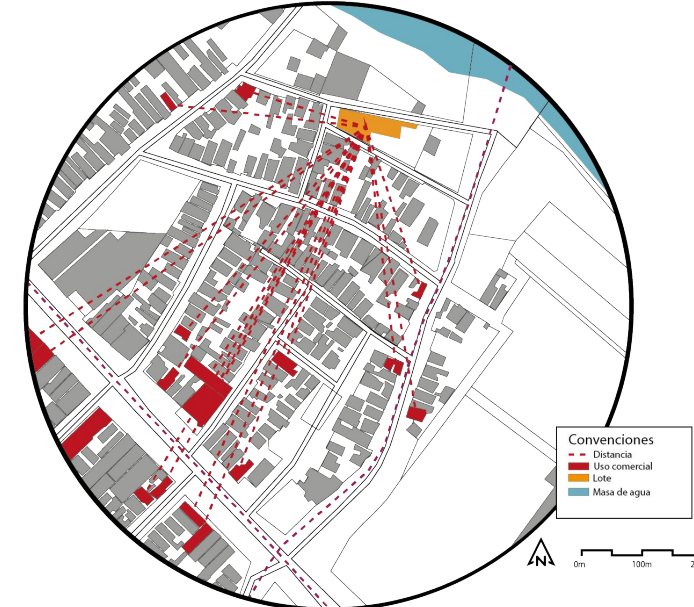 Convenciones
Distancia
Uso comercial
Lote
Masa de agua
N
0m 100m